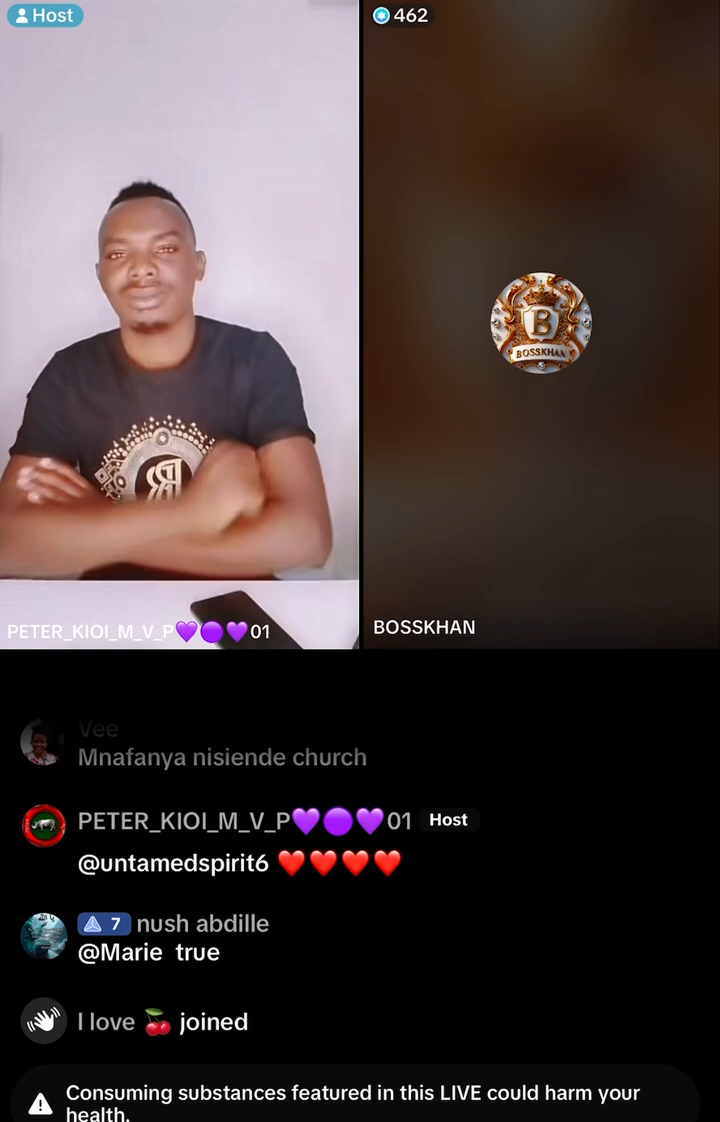 Host
462
B
BOSSKHAN
B
PETER_KIOI_M_V_P💜🟣💜01
BOSSKHAN
Vee
Mnafanya nisiende church
PETER_KIOI_M_V_P💜🟣💜01 Host
@untamedspirit6 ❤️❤️❤️❤️
7 nush abdille
@Marie true
I love 🍒 joined
Consuming substances featured in this LIVE could harm your
health.